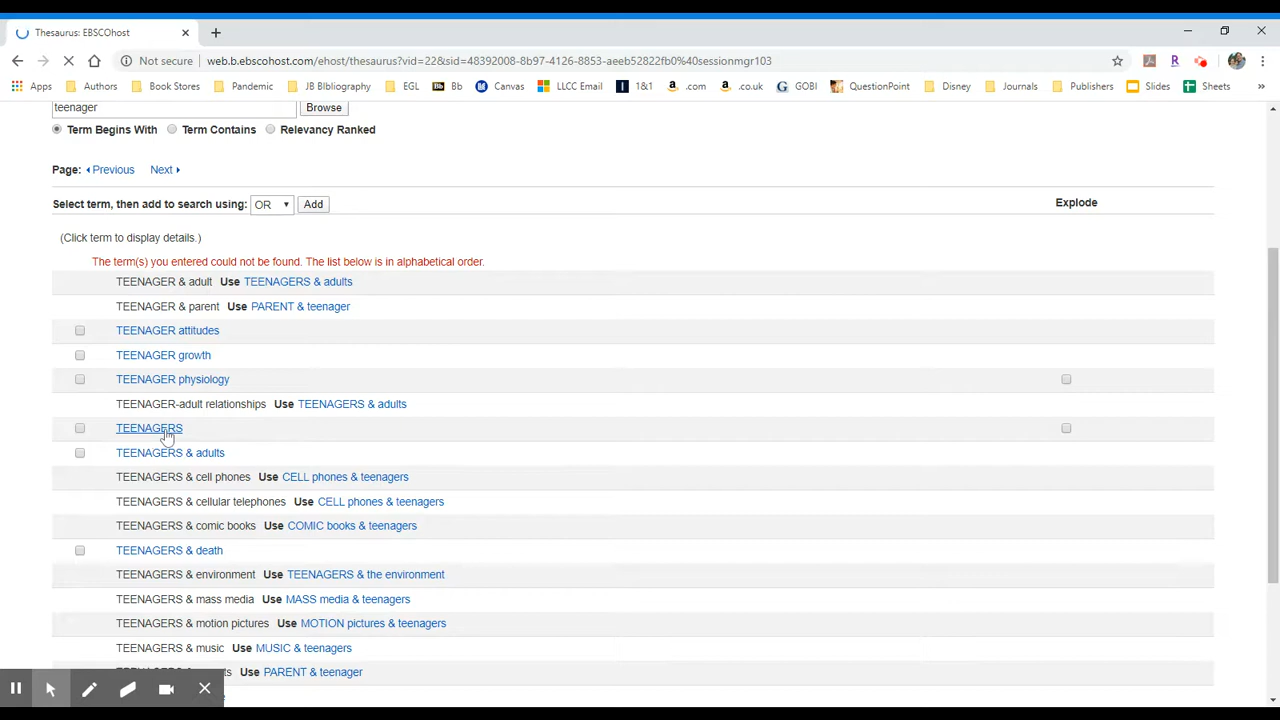 Thesaurus: EBSCOhost
Not secure web.b.ebscohost.com/ehost/thesaurus?vid=22&sid=48392008-8b97-4126-8853-aeeb52822fb0%40sessionmgr103
Apps Authors Book Stores Pandemic JB BIbliography EGL Bb Bb Canvas LLCC Email 1&1 .com .co.uk GOBI QuestionPoint Disney Journals Publishers Slides Sheets »
teenager Browse
Term Begins With Term Contains Relevancy Ranked
Page: Previous Next
Select term, then add to search using: OR Add Explode
(Click term to display details.)
The term(s) you entered could not be found. The list below is in alphabetical order.
TEENAGER & adult Use TEENAGERS & adults
TEENAGER & parent Use PARENT & teenager
TEENAGER attitudes
TEENAGER growth
TEENAGER physiology
TEENAGER-adult relationships Use TEENAGERS & adults
TEENAGERS
TEENAGERS & adults
TEENAGERS & cell phones Use CELL phones & teenagers
TEENAGERS & cellular telephones Use CELL phones & teenagers
TEENAGERS & comic books Use COMIC books & teenagers
TEENAGERS & death
TEENAGERS & environment Use TEENAGERS & the environment
TEENAGERS & mass media Use MASS media & teenagers
TEENAGERS & motion pictures Use MOTION pictures & teenagers
TEENAGERS & music Use MUSIC & teenagers
Use PARENT & teenager